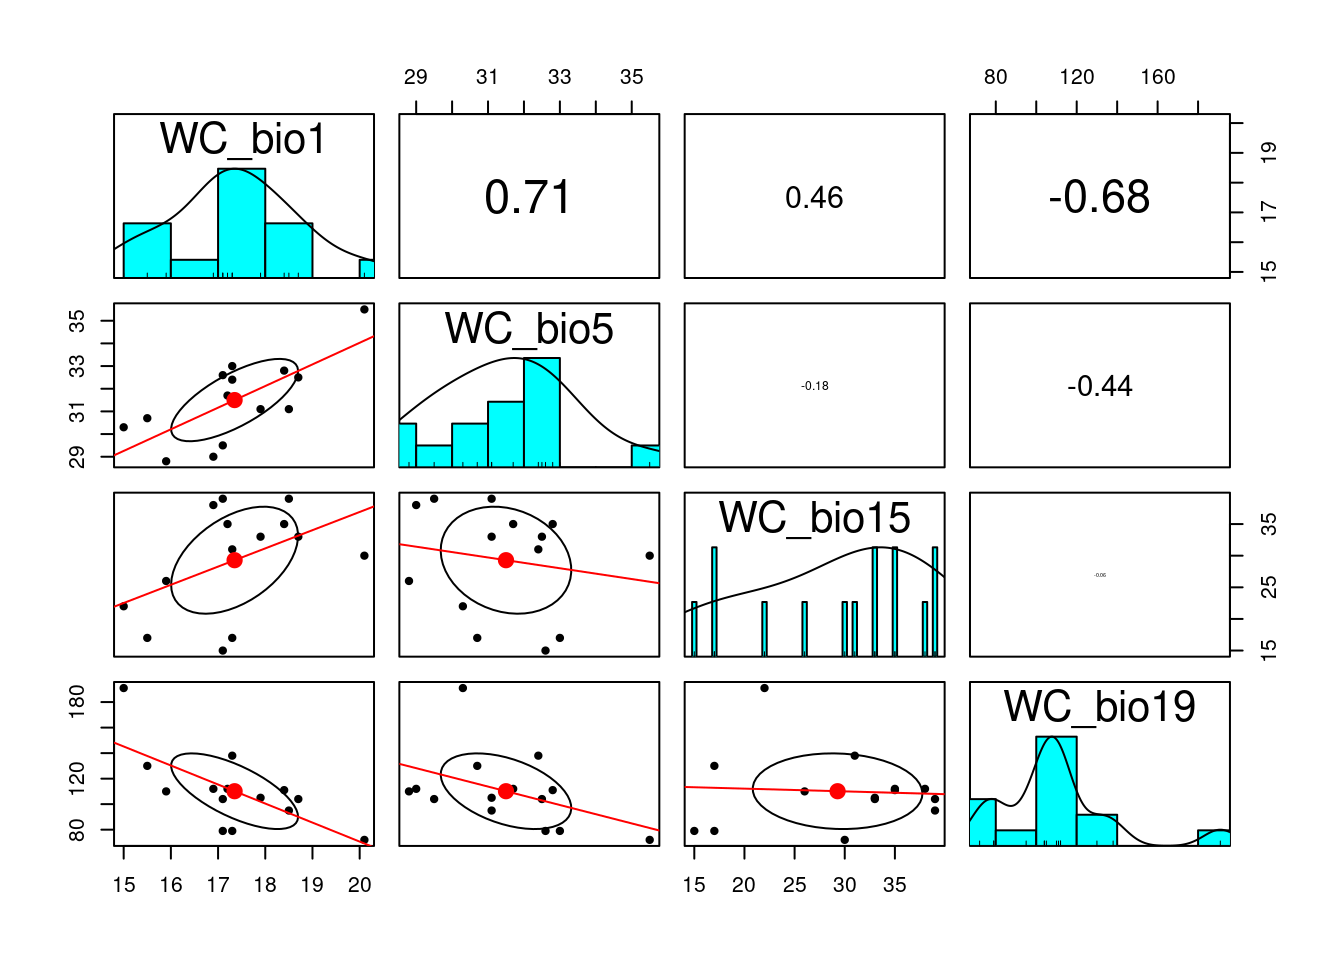 29 31 33 35 80 120 160
WC_bio1 0.71 0.46 -0.68 15 17 19
29 31 33 35 WC_bio5 -0.18 -0.44
WC_bio15 -0.06 15 25 35
80 120 180 WC_bio19
15 16 17 18 19 20 15 20 25 30 35